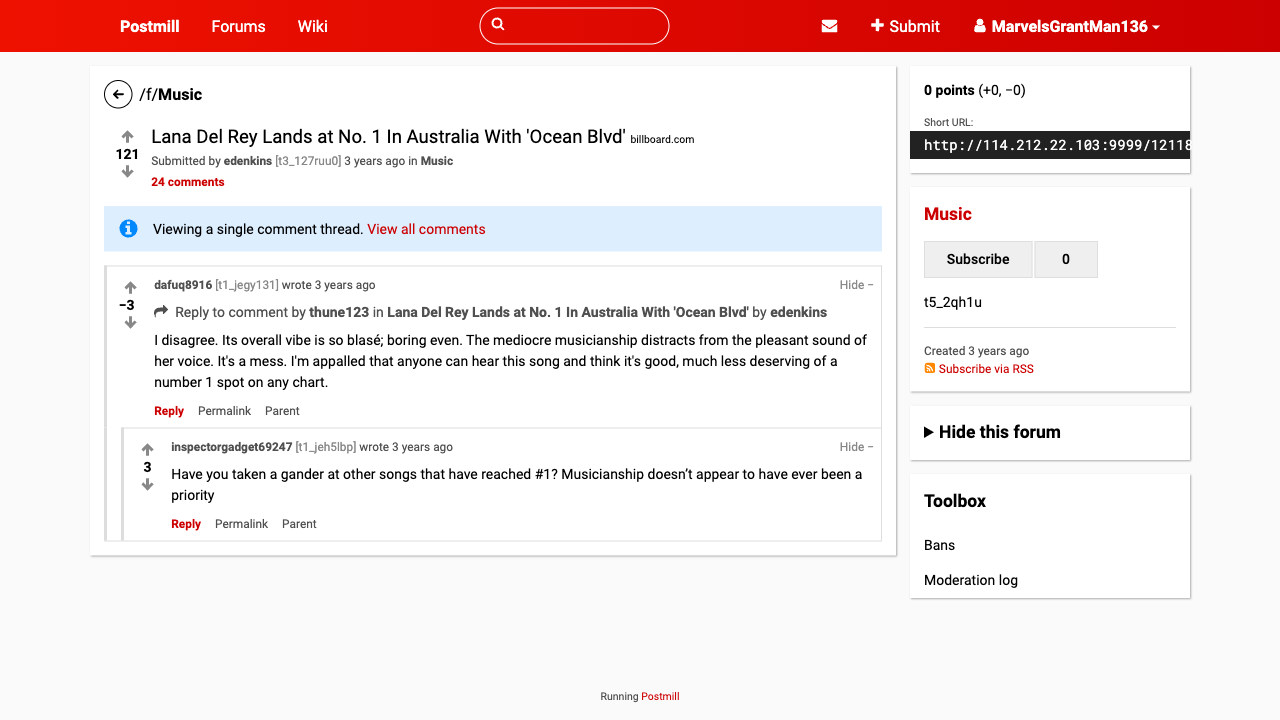 Postmill Forums Wiki Submit MarvelsGrantMan136
/f/Music
121
Lana Del Rey Lands at No. 1 In Australia With 'Ocean Blvd' billboard.com
Submitted by edenkins [t3_127ruu0] 3 years ago in Music
24 comments
Viewing a single comment thread. View all comments
dafuq8916 [t1_jegy131] wrote 3 years ago Hide −
−3
Reply to comment by thune123 in Lana Del Rey Lands at No. 1 In Australia With 'Ocean Blvd' by edenkins
I disagree. Its overall vibe is so blasé; boring even. The mediocre musicianship distracts from the pleasant sound of
her voice. It's a mess. I'm appalled that anyone can hear this song and think it's good, much less deserving of a
number 1 spot on any chart.
Reply Permalink Parent
inspectorgadget69247 [t1_jeh5lbp] wrote 3 years ago Hide −
3
Have you taken a gander at other songs that have reached #1? Musicianship doesn’t appear to have ever been a
priority
Reply Permalink Parent
0 points (+0, −0)
Short URL:
http://114.212.22.103:9999/12118
Music
Subscribe 0
t5_2qh1u
Created 3 years ago
Subscribe via RSS
Hide this forum
Toolbox
Bans
Moderation log
Running Postmill